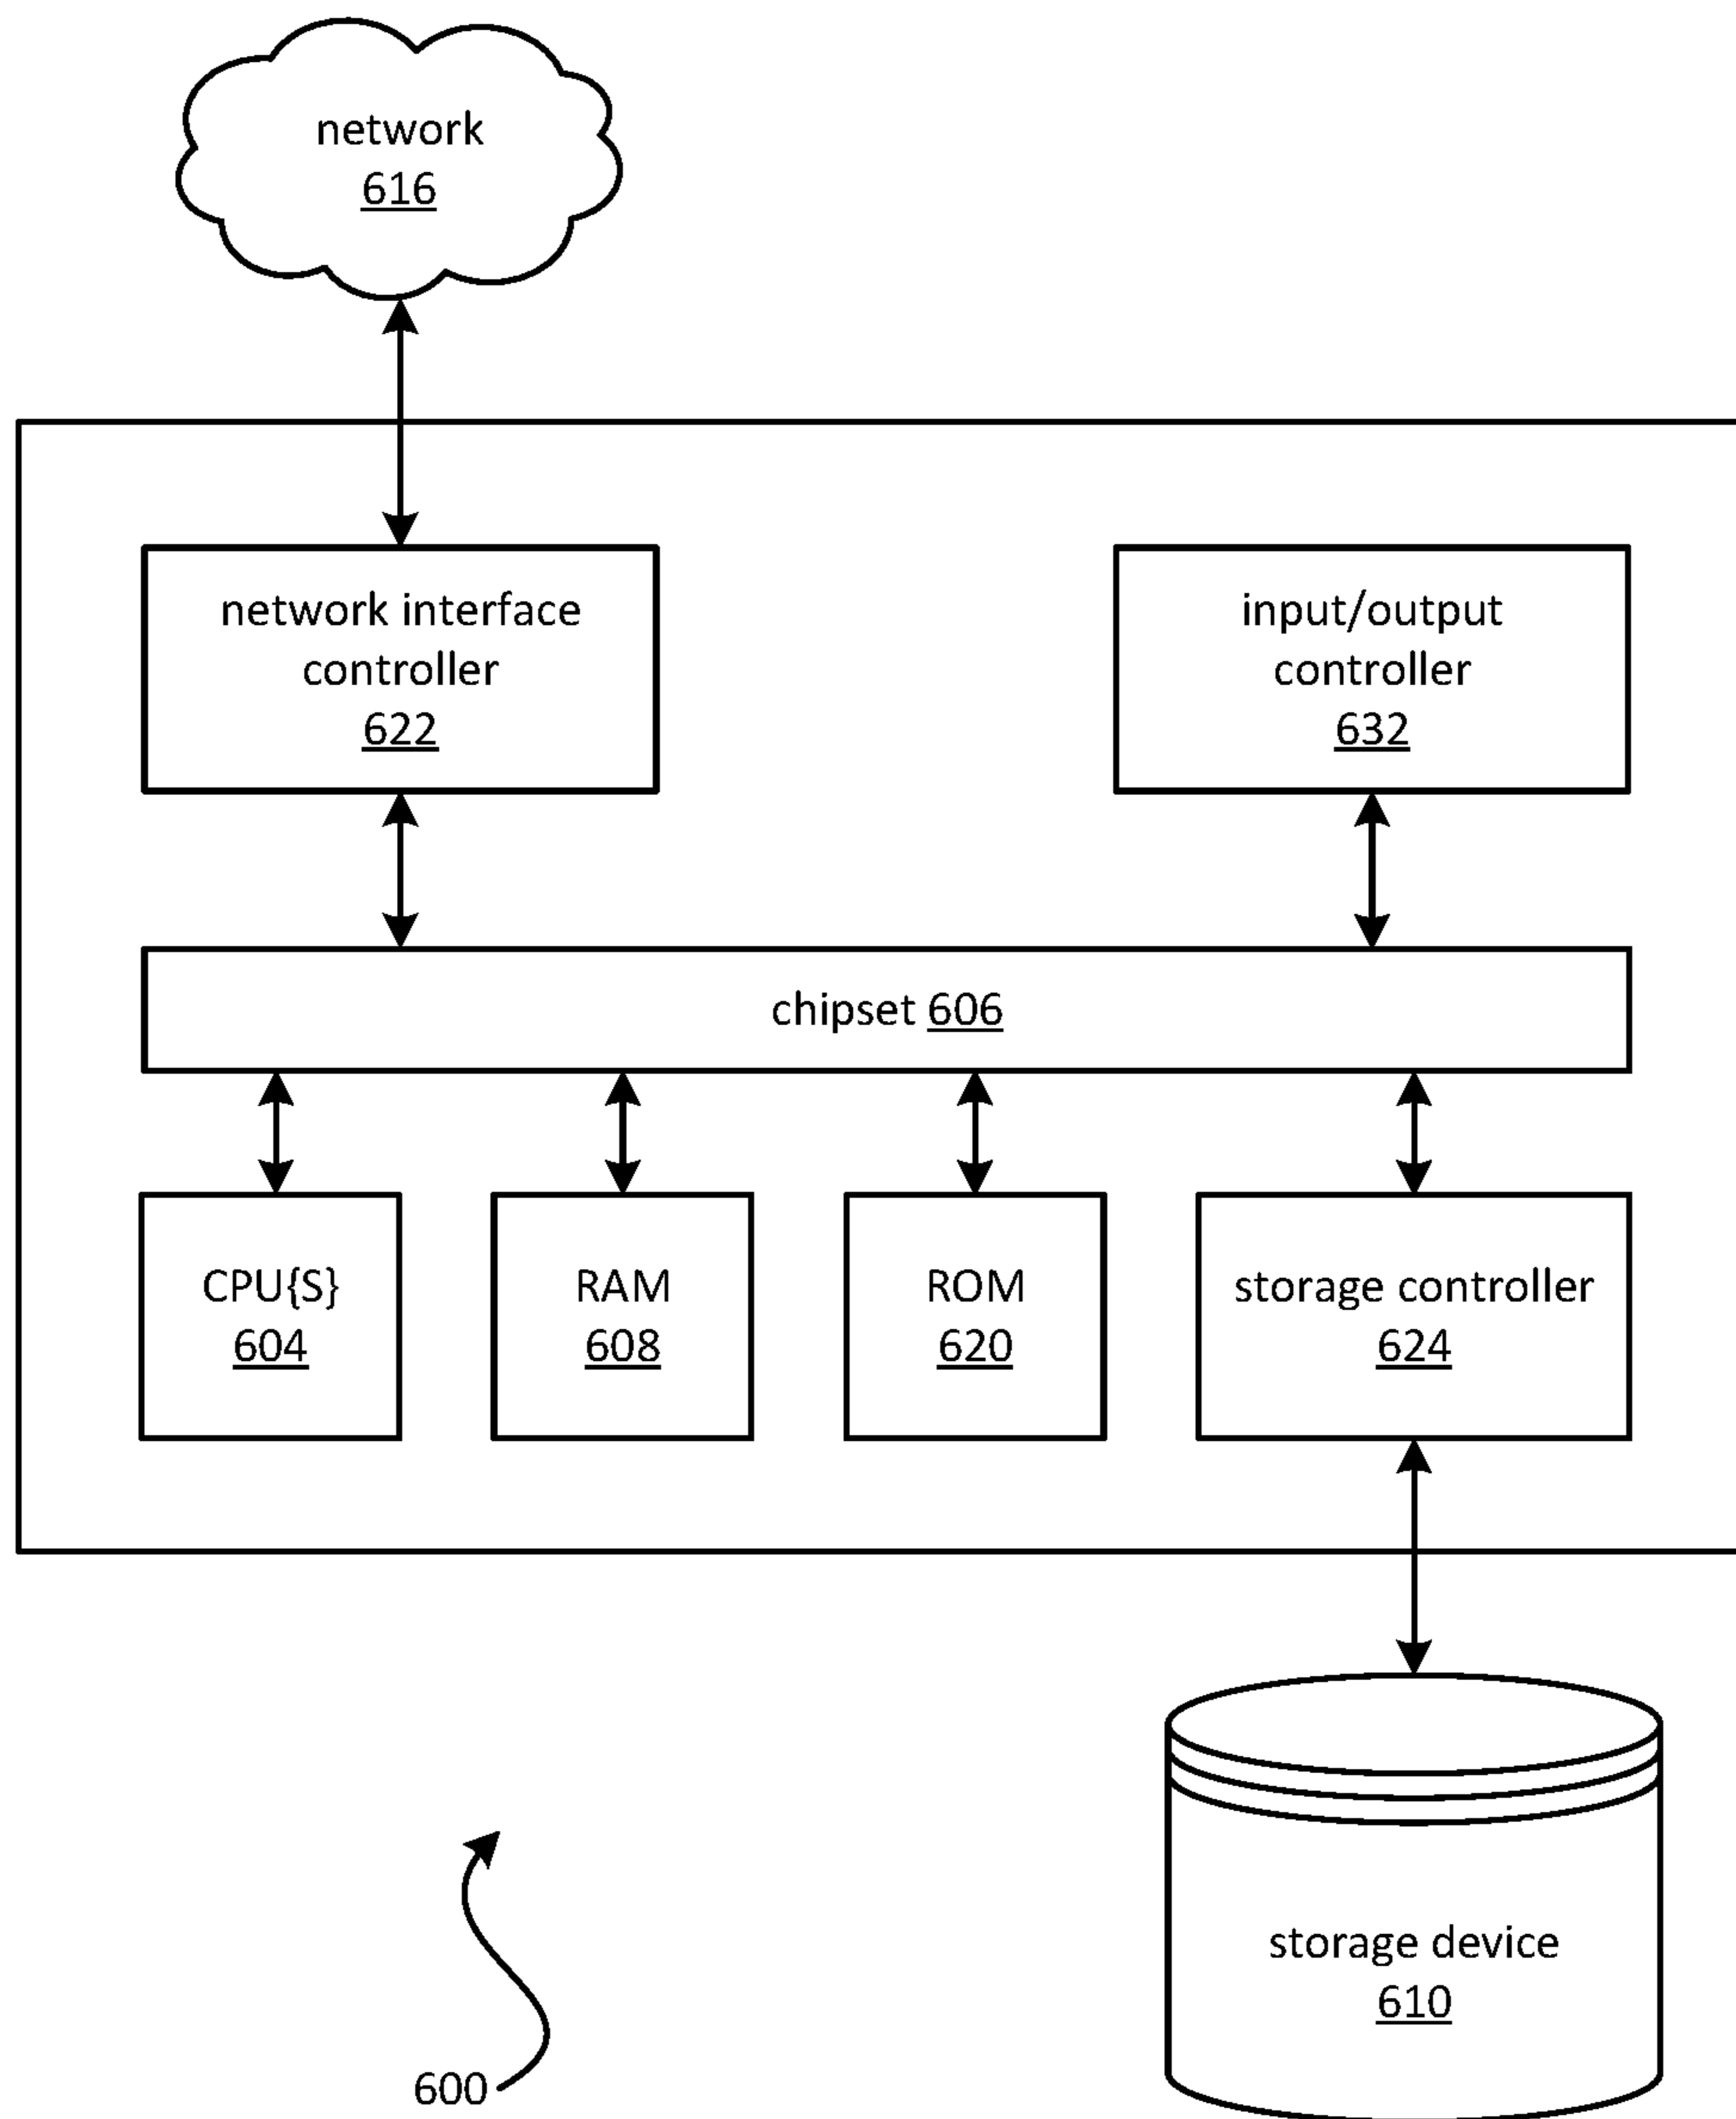 network
616
network interface
controller
622
input/output
controller
632
chipset 606
CPU{S}
604
RAM
608
ROM
620
storage controller
624
storage device
610
600